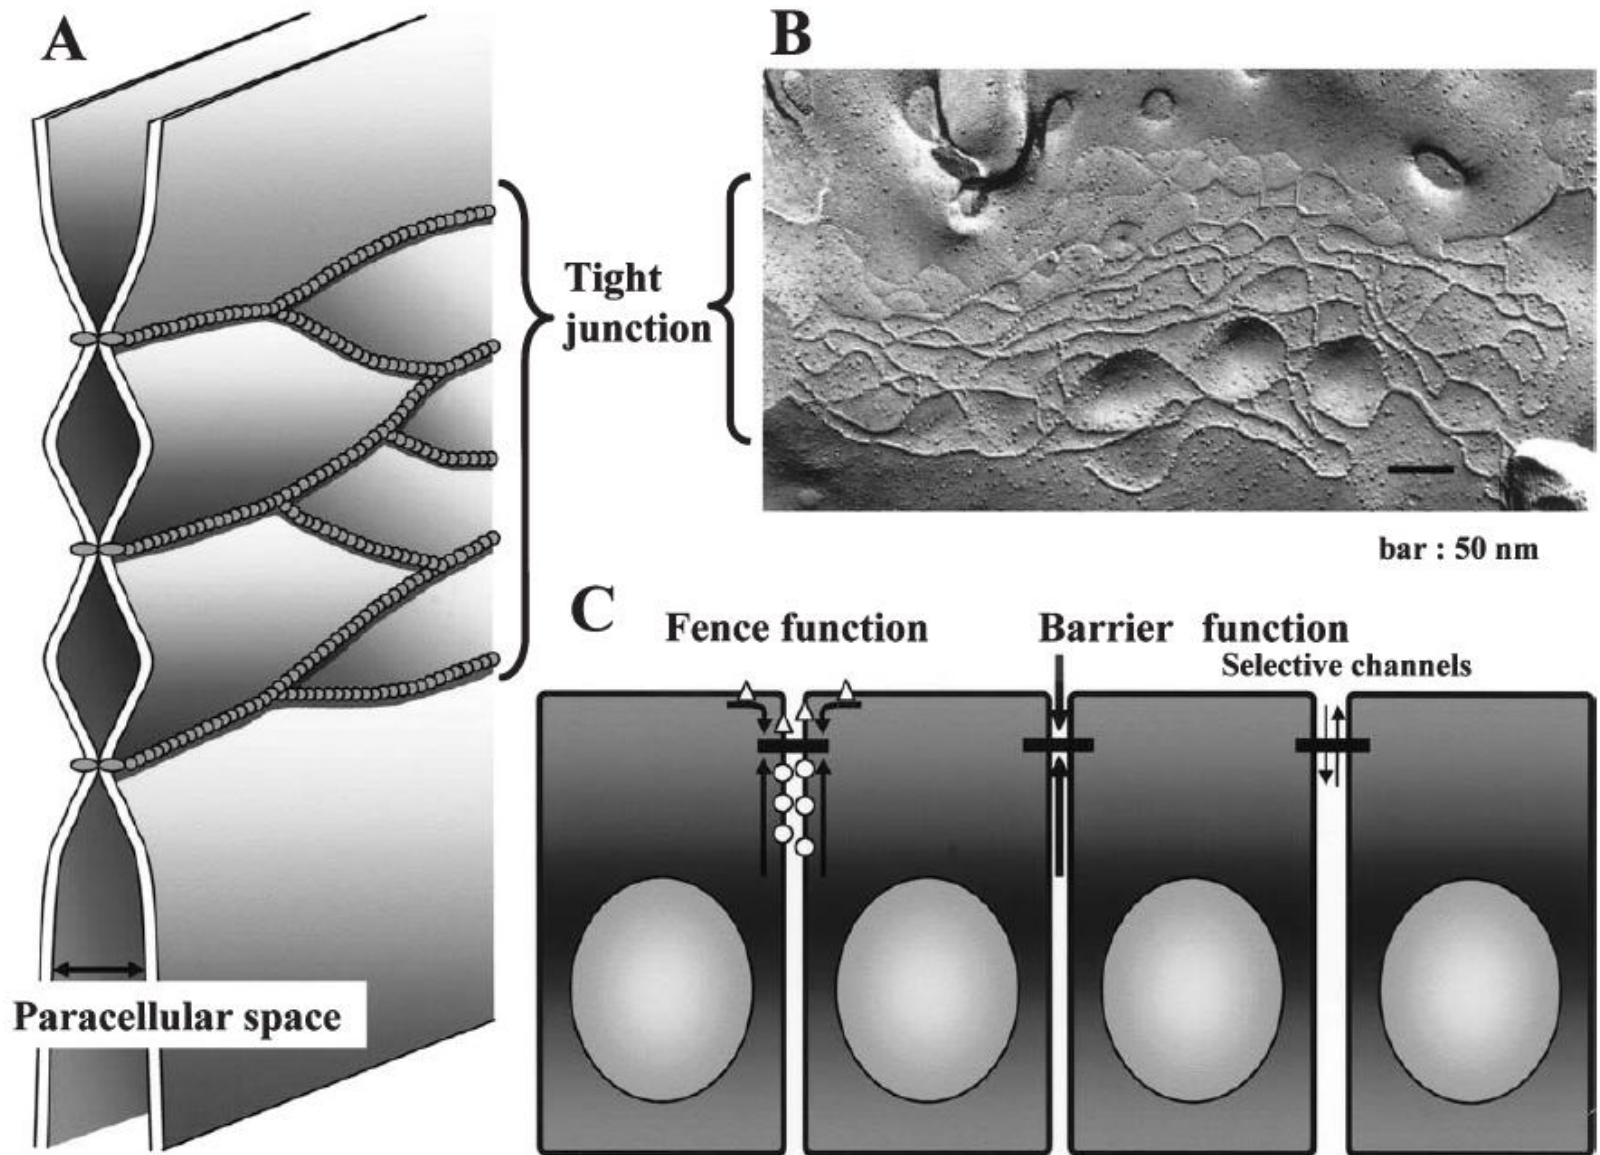 A
B
Tight
junction
bar : 50 nm
C
Fence function
Barrier function
Selective channels
Paracellular space